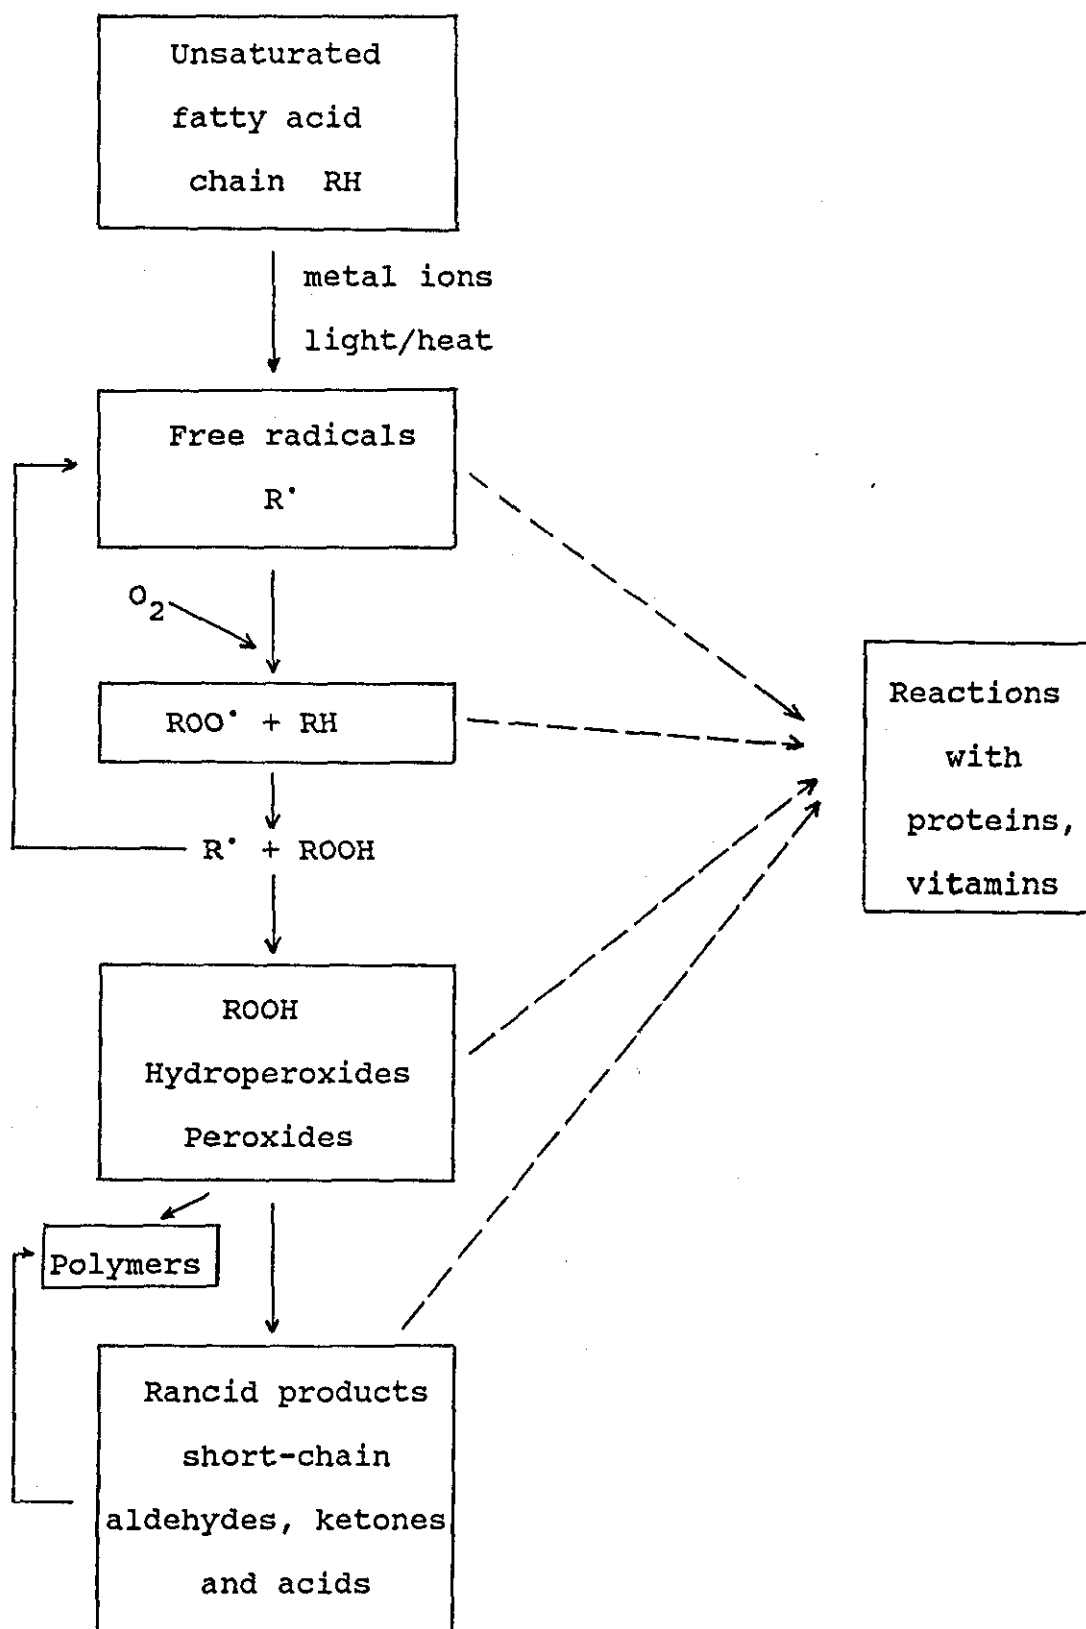 Unsaturated
fatty acid
chain RH
metal ions
light/heat
Free radicals
R˙
O₂
ROO˙ + RH
R˙ + ROOH
Reactions
with
proteins,
vitamins
ROOH
Hydroperoxides
Peroxides
Polymers
Rancid products
short-chain
aldehydes, ketones
and acids